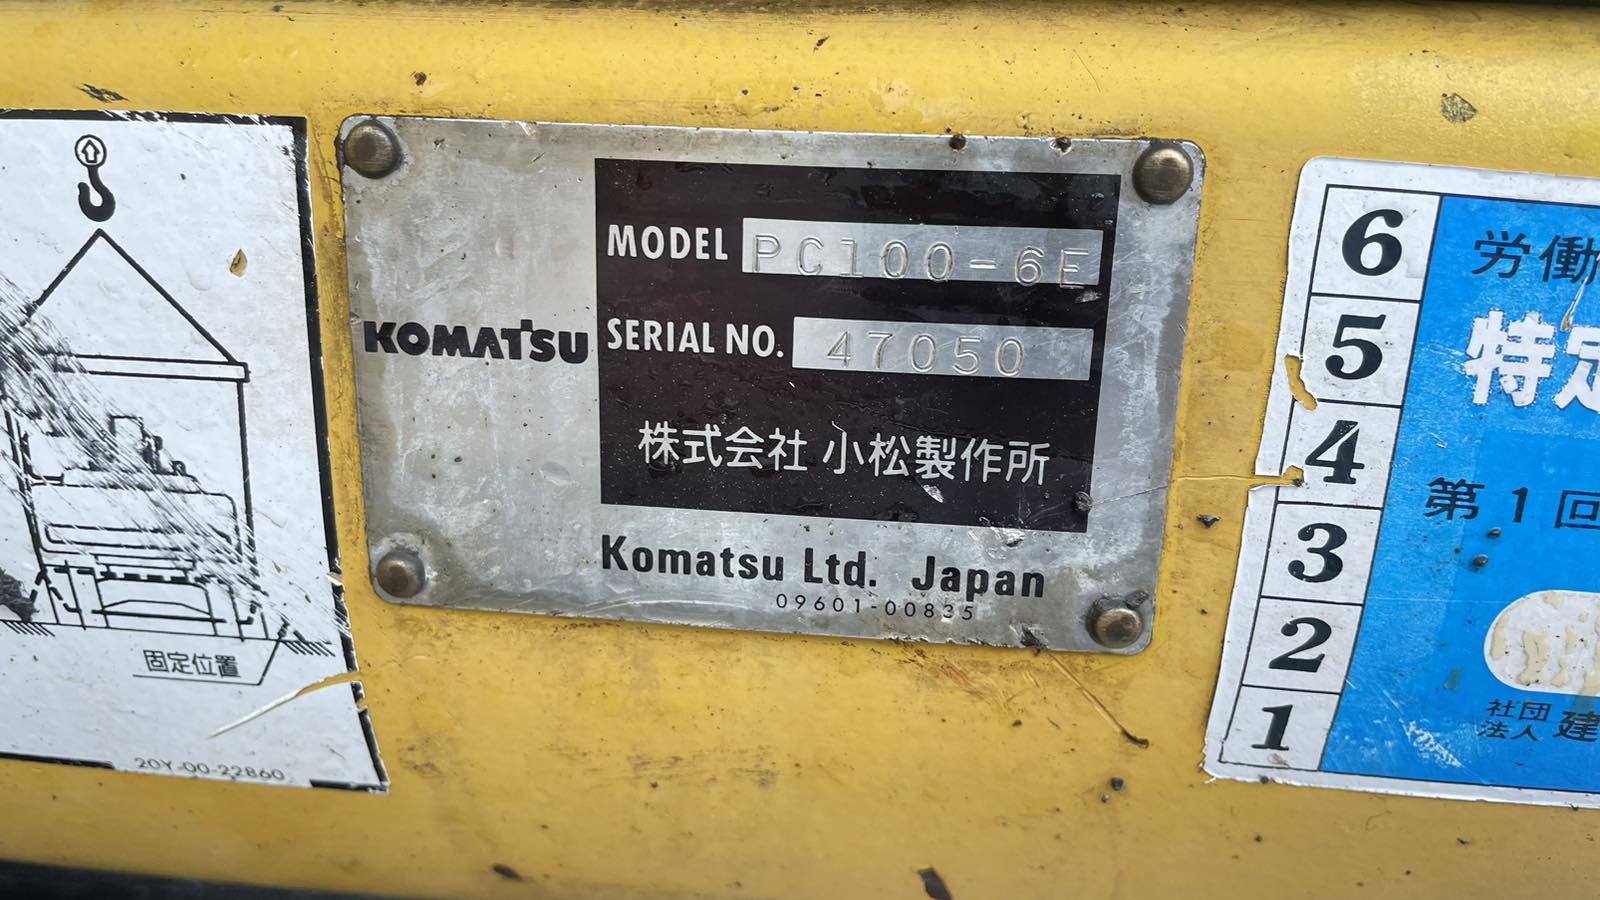 固定位置
20Y-00-22860
KOMATSU
MODEL PC100-6E
SERIAL NO. 47050
株式会社 小松製作所
Komatsu Ltd. Japan
09601-00835
6
5
4
3
2
1
労働
特定
第1回
社団
法人 建